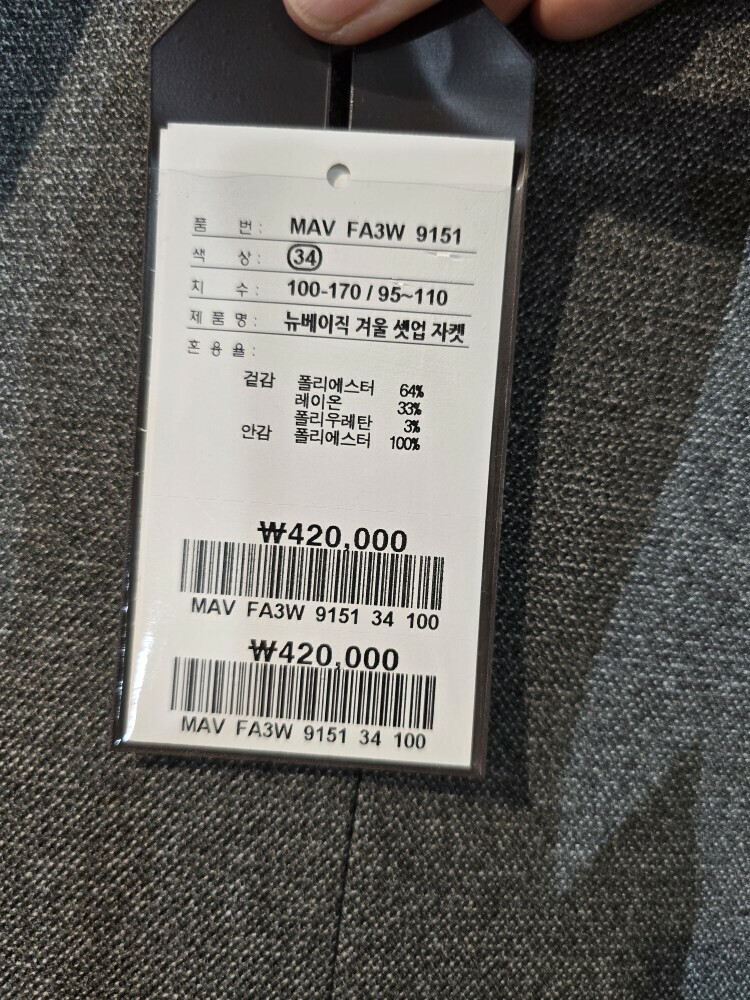 품 번 : MAV FA3W 9151
색 상 : 34
치 수 : 100-170 / 95~110
제 품 명 : 뉴베이직 겨울 셋업 자켓
혼 용 율 :
겉감 폴리에스터 64%
레이온 33%
폴리우레탄 3%
안감 폴리에스터 100%
₩420,000
MAV FA3W 9151 34 100
₩420,000
MAV FA3W 9151 34 100